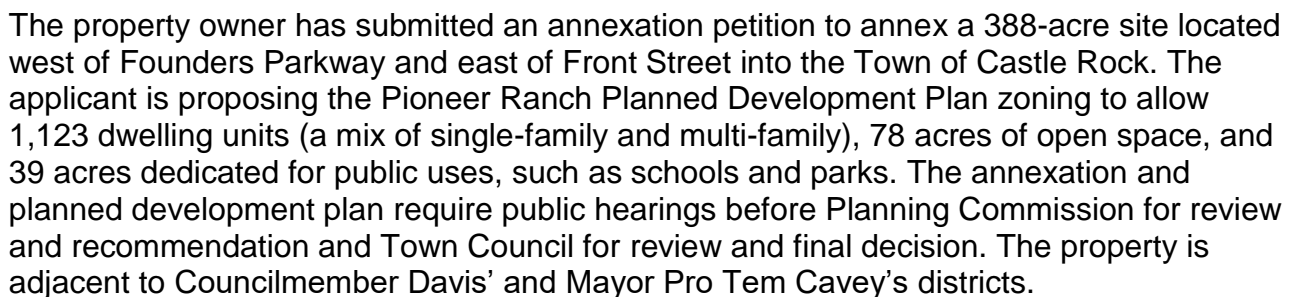 The property owner has submitted an annexation petition to annex a 388-acre site located
west of Founders Parkway and east of Front Street into the Town of Castle Rock. The
applicant is proposing the Pioneer Ranch Planned Development Plan zoning to allow
1,123 dwelling units (a mix of single-family and multi-family), 78 acres of open space, and
39 acres dedicated for public uses, such as schools and parks. The annexation and
planned development plan require public hearings before Planning Commission for review
and recommendation and Town Council for review and final decision. The property is
adjacent to Councilmember Davis’ and Mayor Pro Tem Cavey’s districts.